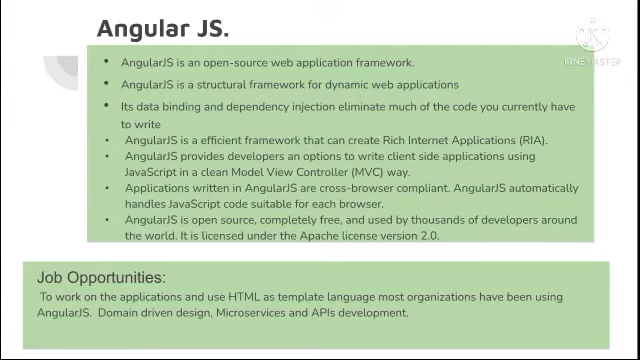 Angular JS.
KINEMASTER
• AngularJS is an open-source web application framework.
• AngularJS is a structural framework for dynamic web applications
• Its data binding and dependency injection eliminate much of the code you currently have
to write
• AngularJS is a efficient framework that can create Rich Internet Applications (RIA).
• AngularJS provides developers an options to write client side applications using
JavaScript in a clean Model View Controller (MVC) way.
• Applications written in AngularJS are cross-browser compliant. AngularJS automatically
handles JavaScript code suitable for each browser.
• AngularJS is open source, completely free, and used by thousands of developers around
the world. It is licensed under the Apache license version 2.0.
Job Opportunities:
To work on the applications and use HTML as template language most organizations have been using
AngularJS. Domain driven design, Microservices and APIs development.